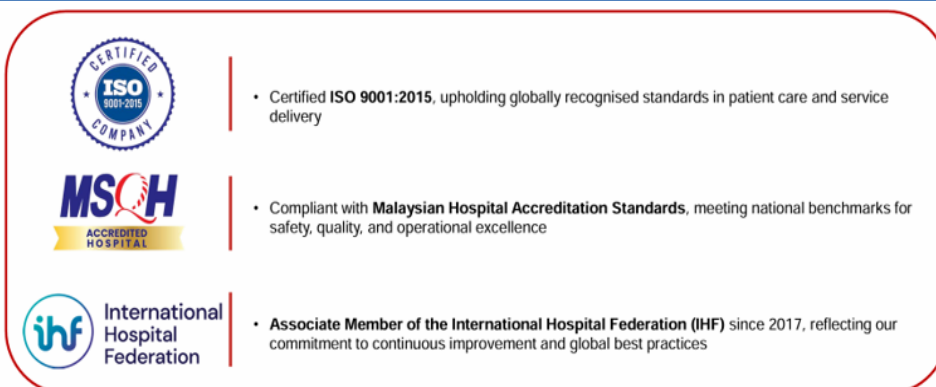 CERTIFIED
ISO
9001-2015
COMPANY
• Certified ISO 9001:2015, upholding globally recognised standards in patient care and service
delivery
MSQH
ACCREDITED
HOSPITAL
• Compliant with Malaysian Hospital Accreditation Standards, meeting national benchmarks for
safety, quality, and operational excellence
ihf
International
Hospital
Federation
• Associate Member of the International Hospital Federation (IHF) since 2017, reflecting our
commitment to continuous improvement and global best practices